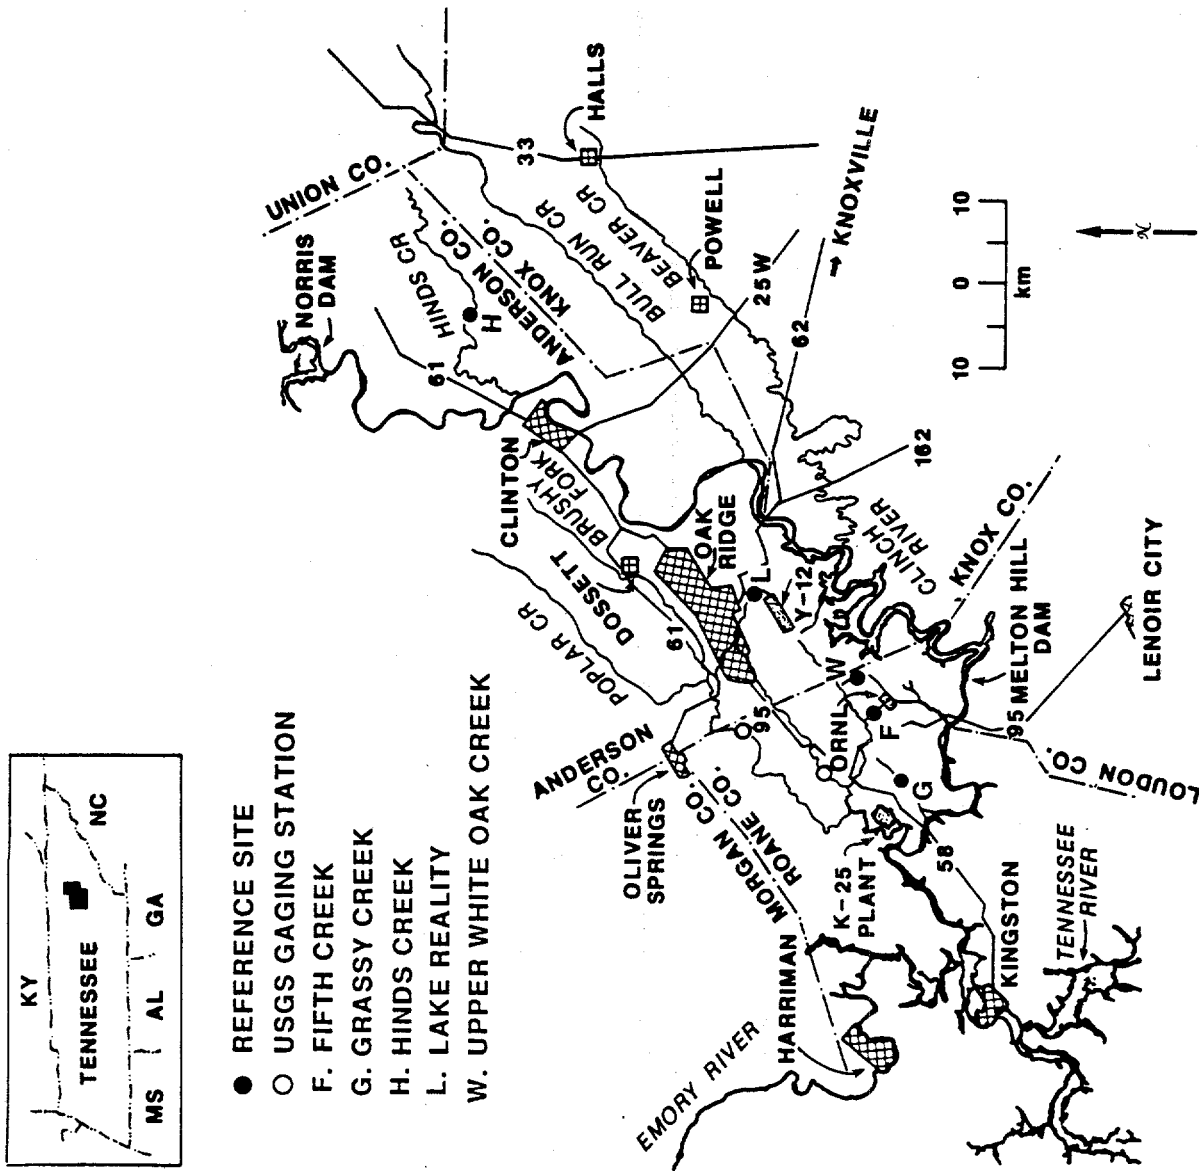 KY
TENNESSEE
NC
MS
AL
GA
● REFERENCE SITE
○ USGS GAGING STATION
F. FIFTH CREEK
G. GRASSY CREEK
H. HINDS CREEK
L. LAKE REALITY
W. UPPER WHITE OAK CREEK
NORRIS
DAM
UNION CO.
HINDS CR
H
ANDERSON CO.
KNOX CO.
33
HALLS
BULL RUN CR
BEAVER CR
POWELL
61
25W
→ KNOXVILLE
62
162
CLINTON
BRUSHY
FORK
DOSSETT
POPLAR CR
61
OAK
RIDGE
L
Y-12
CLINCH
RIVER
KNOX CO.
MELTON HILL
DAM
LENOIR CITY
W
ORNL
F
95
95
G
LOUDON CO.
ANDERSON
CO.
OLIVER
SPRINGS
MORGAN CO.
ROANE CO.
K-25
PLANT
58
KINGSTON
TENNESSEE
RIVER
HARRIMAN
EMORY RIVER
10 0 10
km
N